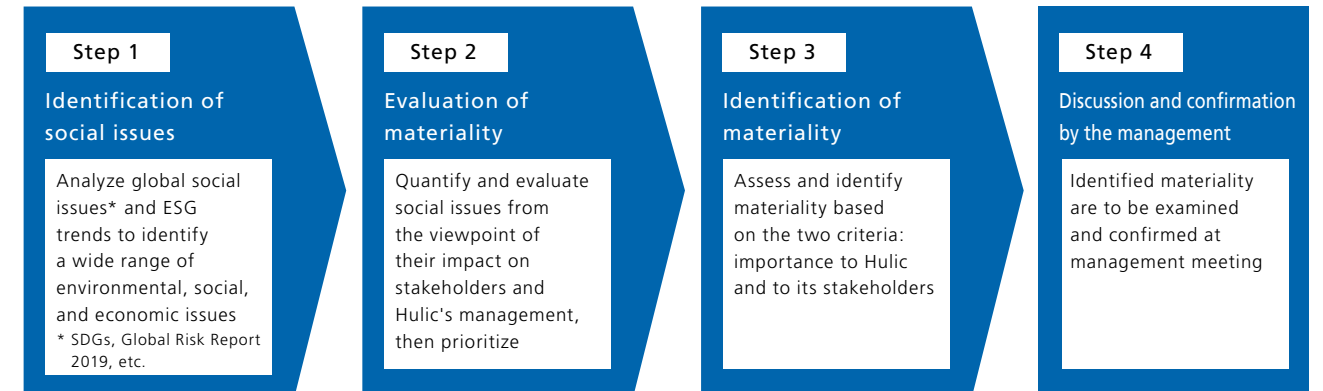 Step 1
Identification of
social issues
Analyze global social
issues* and ESG
trends to identify
a wide range of
environmental, social,
and economic issues
* SDGs, Global Risk Report
2019, etc.
Step 2
Evaluation of
materiality
Quantify and evaluate
social issues from
the viewpoint of
their impact on
stakeholders and
Hulic's management,
then prioritize
Step 3
Identification of
materiality
Assess and identify
materiality based
on the two criteria:
importance to Hulic
and to its stakeholders
Step 4
Discussion and confirmation
by the management
Identified materiality
are to be examined
and confirmed at
management meeting